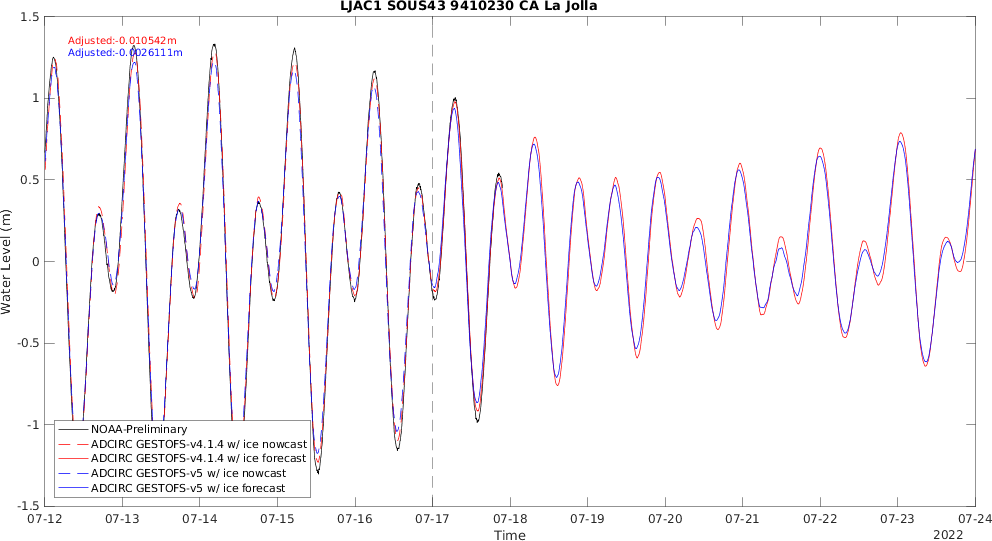 LJAC1 SOUS43 9410230 CA La Jolla
Adjusted:-0.010542m
Adjusted:-0.0026111m
Water Level (m)
1.5
1
0.5
0
-0.5
-1
-1.5
NOAA-Preliminary
ADCIRC GESTOFS-v4.1.4 w/ ice nowcast
ADCIRC GESTOFS-v4.1.4 w/ ice forecast
ADCIRC GESTOFS-v5 w/ ice nowcast
ADCIRC GESTOFS-v5 w/ ice forecast
07-12 07-13 07-14 07-15 07-16 07-17 07-18 07-19 07-20 07-21 07-22 07-23 07-24
Time
2022